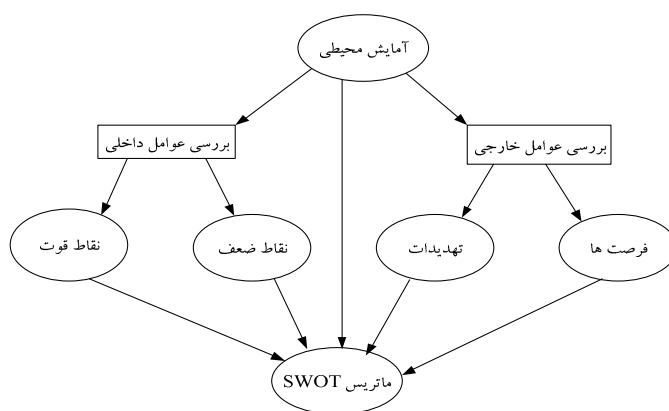 آمایش محیطی
بررسی عوامل خارجی
بررسی عوامل داخلی
فرصت ها
تهدیدات
نقاط ضعف
نقاط قوت
ماتریس SWOT